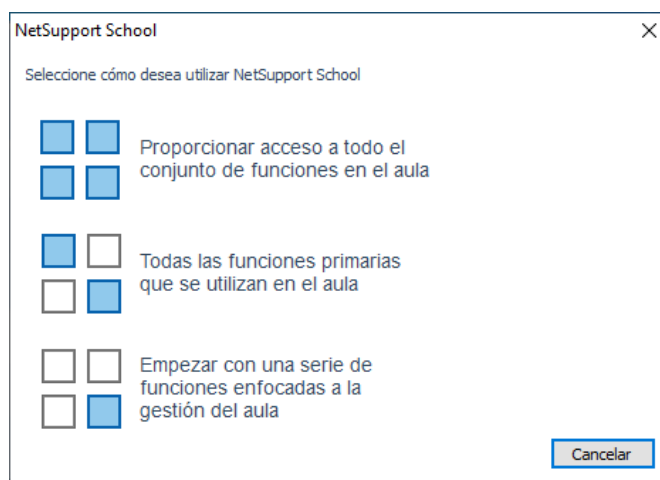 NetSupport School
Seleccione cómo desea utilizar NetSupport School
Proporcionar acceso a todo el
conjunto de funciones en el aula
Todas las funciones primarias
que se utilizan en el aula
Empezar con una serie de
funciones enfocadas a la
gestión del aula
Cancelar